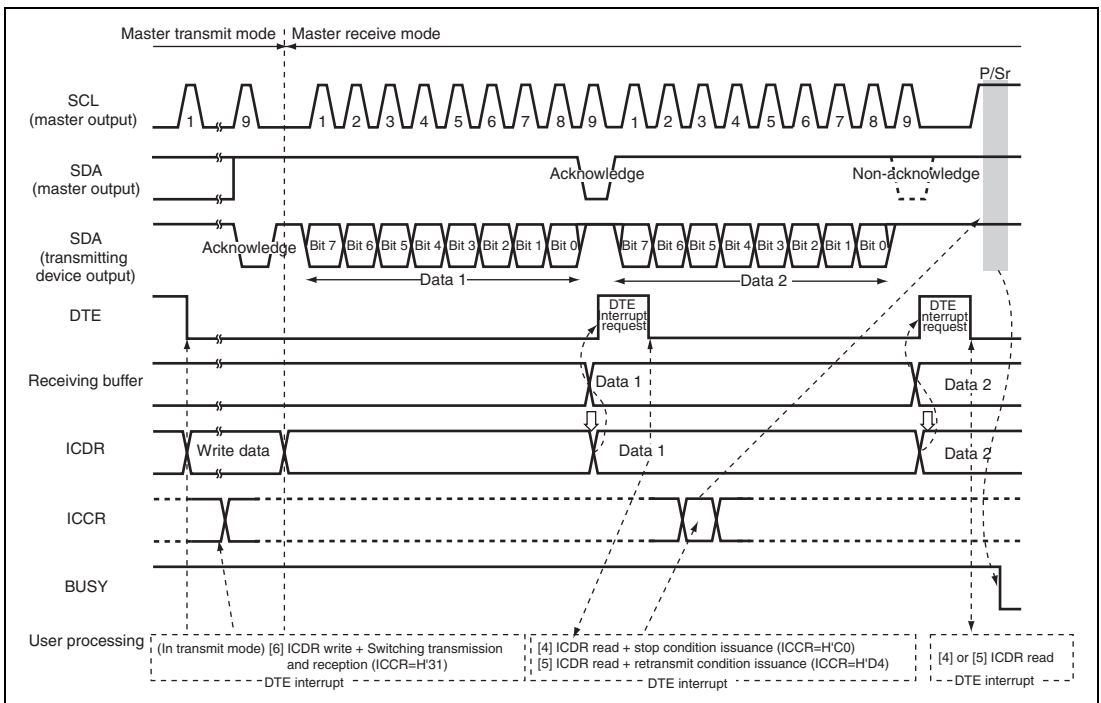 Master transmit mode Master receive mode
P/Sr
SCL
(master output)
1 9 1 2 3 4 5 6 7 8 9 1 2 3 4 5 6 7 8 9
SDA
(master output)
Acknowledge Non-acknowledge
SDA
(transmitting
device output)
Acknowledge Bit 7 Bit 6 Bit 5 Bit 4 Bit 3 Bit 2 Bit 1 Bit 0 Bit 7 Bit 6 Bit 5 Bit 4 Bit 3 Bit 2 Bit 1 Bit 0
Data 1 Data 2
DTE
DTE
interrupt
request
DTE
interrupt
request
Receiving buffer Data 1 Data 2
ICDR Write data Data 1 Data 2
ICCR
BUSY
User processing
(In transmit mode) [6] ICDR write + Switching transmission
and reception (ICCR=H'31)
DTE interrupt
[4] ICDR read + stop condition issuance (ICCR=H'C0)
[5] ICDR read + retransmit condition issuance (ICCR=H'D4)
DTE interrupt
[4] or [5] ICDR read
DTE interrupt